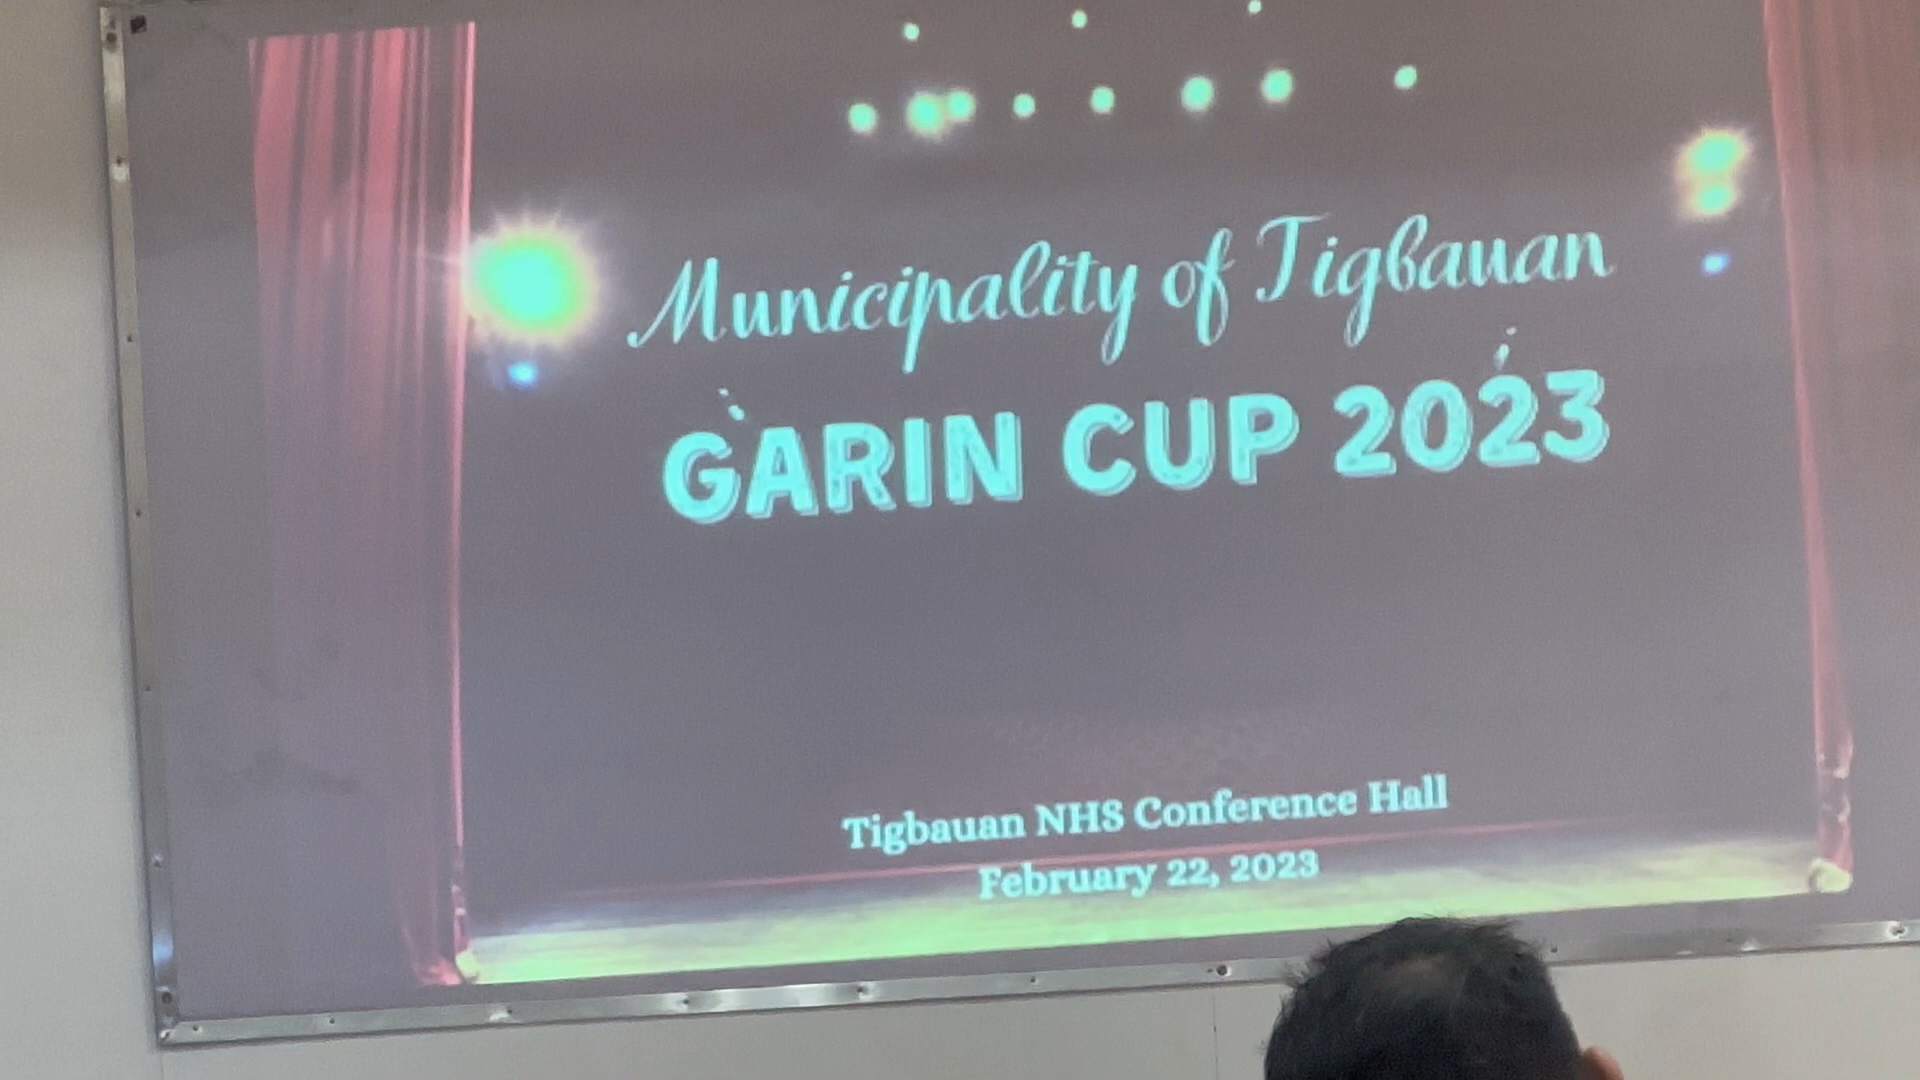 Municipality of Tigbauan
GARIN CUP 2023
Tigbauan NHS Conference Hall
February 22, 2023